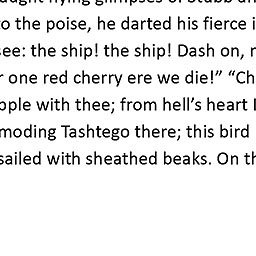 aught flying glimpses of Stubb an
to the poise, he darted his fierce i
see: the ship! the ship! Dash on, r
r one red cherry ere we die!” “Ch
pple with thee; from hell’s heart I
moding Tashtego there; this bird
sailed with sheathed beaks. On th